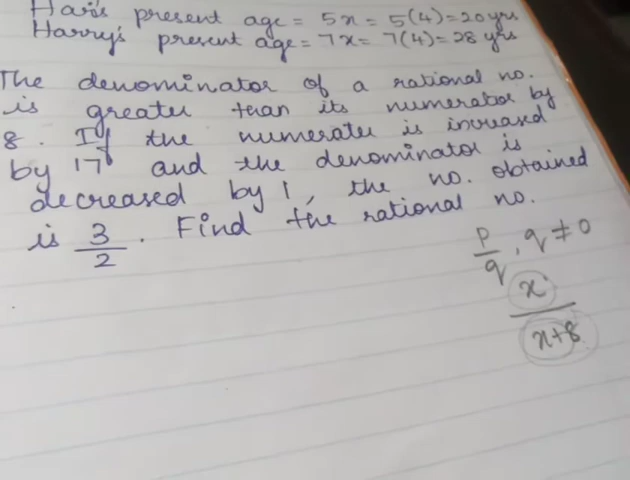 Hari's present age = 5x = 5(4) = 20 yrs
Harry's present age = 7x = 7(4) = 28 yrs
The denominator of a rational no.
is greater than its numerator by
8. If the numerator is increased
by 17 and the denominator is
decreased by 1, the no. obtained
is 3/2. Find the rational no.
p/q, q ≠ 0
x
x+8